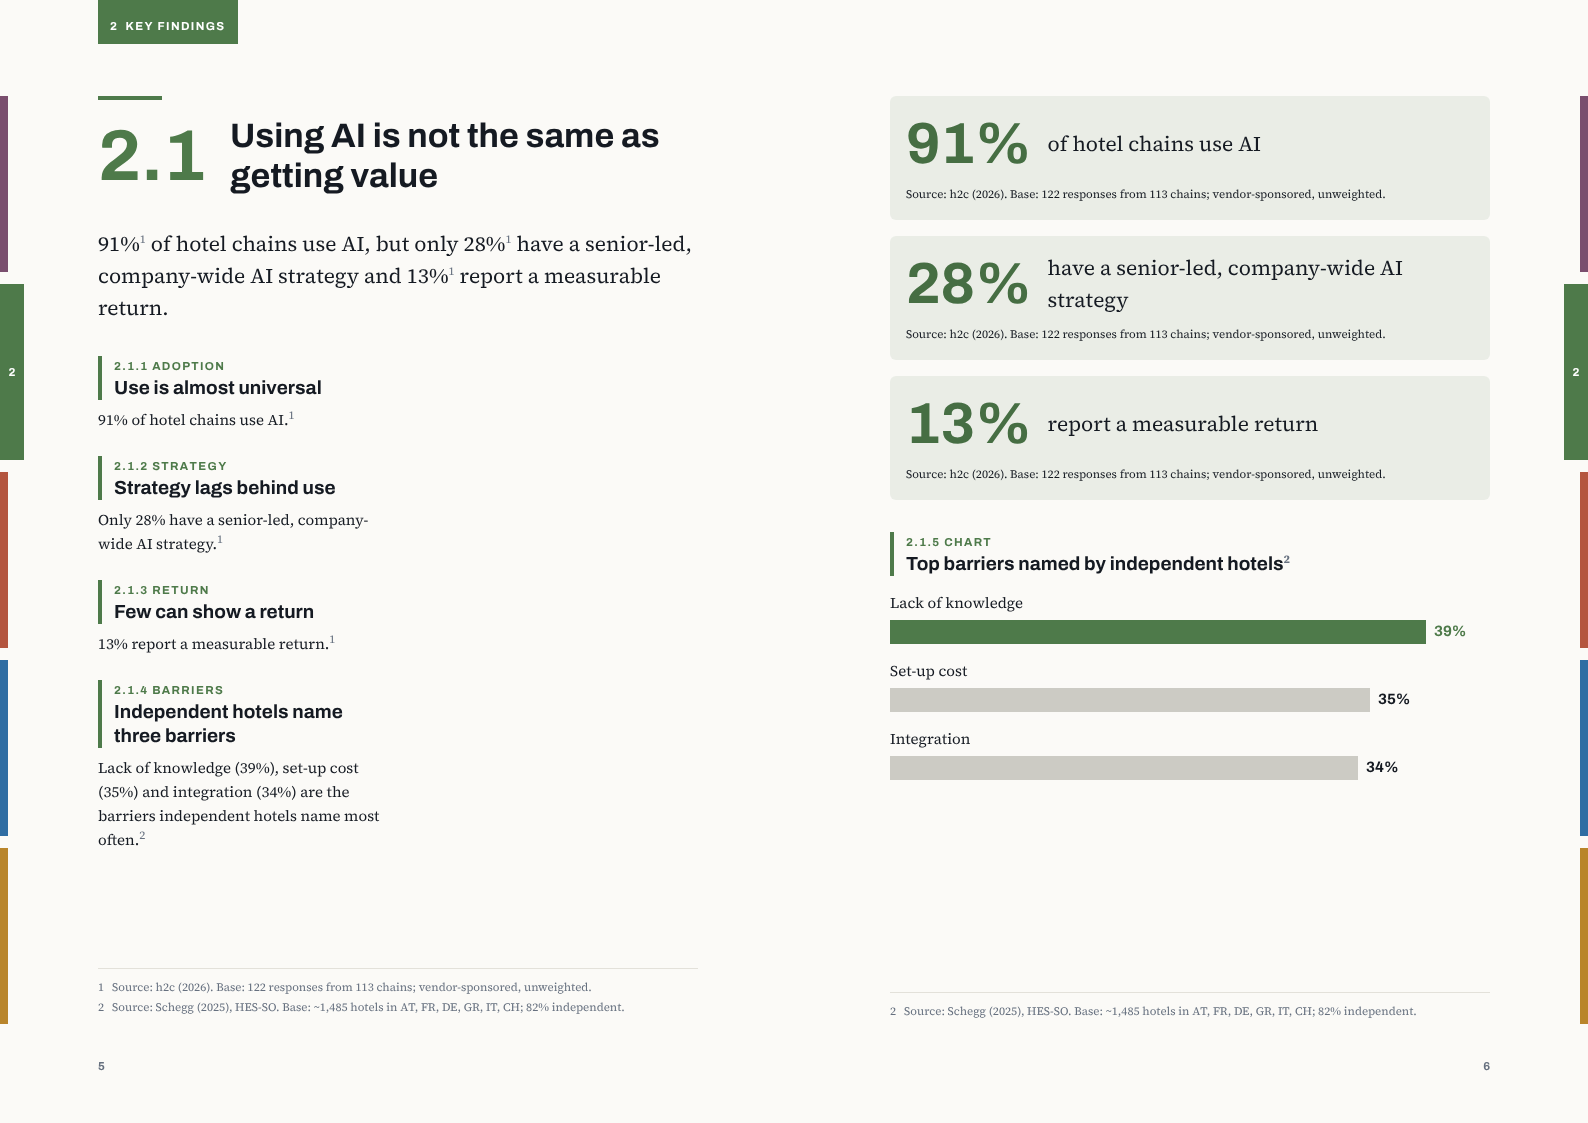 2 KEY FINDINGS
2.1
Using AI is not the same as
getting value
91%1 of hotel chains use AI, but only 28%1 have a senior-led,
company-wide AI strategy and 13%1 report a measurable
return.
2.1.1 ADOPTION
Use is almost universal
91% of hotel chains use AI.1
2.1.2 STRATEGY
Strategy lags behind use
Only 28% have a senior-led, company-
wide AI strategy.1
2.1.3 RETURN
Few can show a return
13% report a measurable return.1
2.1.4 BARRIERS
Independent hotels name
three barriers
Lack of knowledge (39%), set-up cost
(35%) and integration (34%) are the
barriers independent hotels name most
often.2
1 Source: h2c (2026). Base: 122 responses from 113 chains; vendor-sponsored, unweighted.
2 Source: Schegg (2025), HES-SO. Base: ~1,485 hotels in AT, FR, DE, GR, IT, CH; 82% independent.
5
2
91% of hotel chains use AI
Source: h2c (2026). Base: 122 responses from 113 chains; vendor-sponsored, unweighted.
28% have a senior-led, company-wide AI
strategy
Source: h2c (2026). Base: 122 responses from 113 chains; vendor-sponsored, unweighted.
13% report a measurable return
Source: h2c (2026). Base: 122 responses from 113 chains; vendor-sponsored, unweighted.
2.1.5 CHART
Top barriers named by independent hotels2
Lack of knowledge
39%
Set-up cost
35%
Integration
34%
2 Source: Schegg (2025), HES-SO. Base: ~1,485 hotels in AT, FR, DE, GR, IT, CH; 82% independent.
6
2